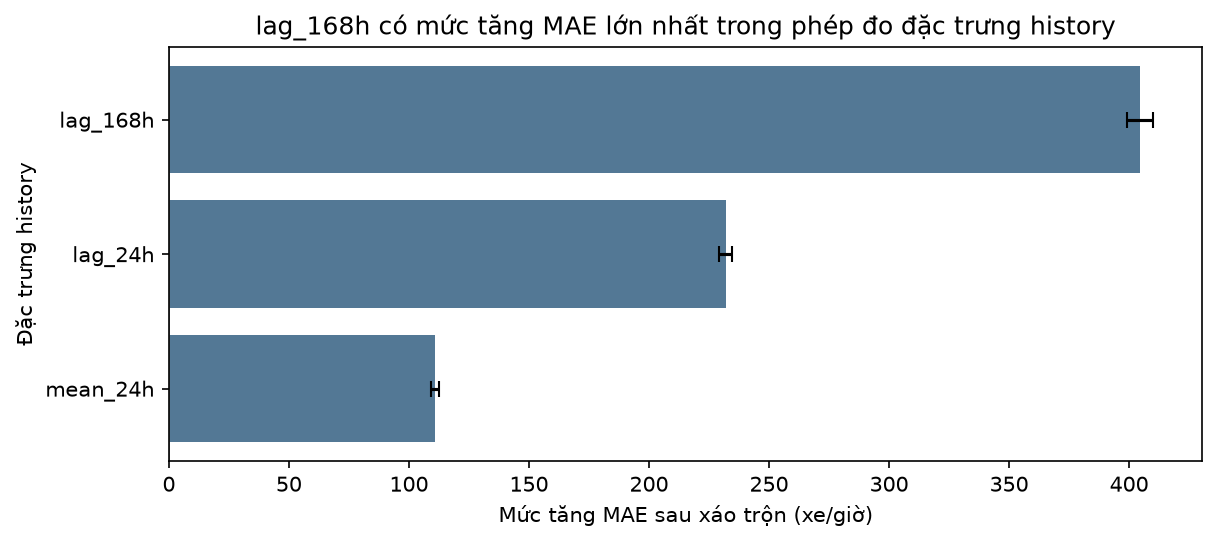 lag_168h có mức tăng MAE lớn nhất trong phép đo đặc trưng history
Đặc trưng history
lag_168h
lag_24h
mean_24h
0 50 100 150 200 250 300 350 400
Mức tăng MAE sau xáo trộn (xe/giờ)